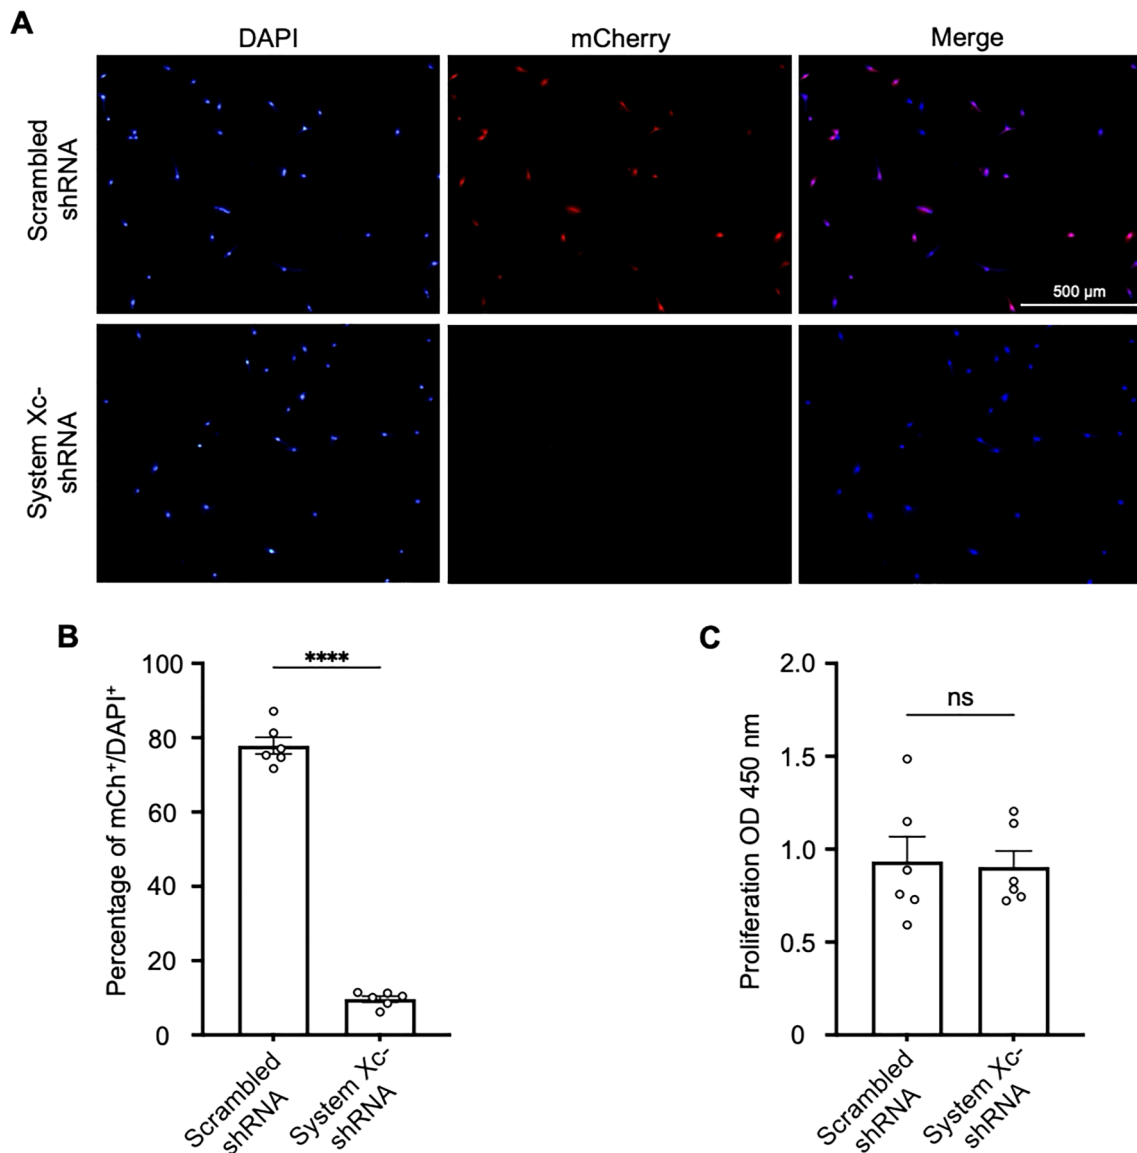 A
DAPI
mCherry
Merge
Scrambled
shRNA
500 µm
System Xc-
shRNA
B
Percentage of mCh⁺/DAPI⁺
100
80
60
40
20
0
****
Scrambled
shRNA
System Xc-
shRNA
C
Proliferation OD 450 nm
2.0
1.5
1.0
0.5
0
ns
Scrambled
shRNA
System Xc-
shRNA